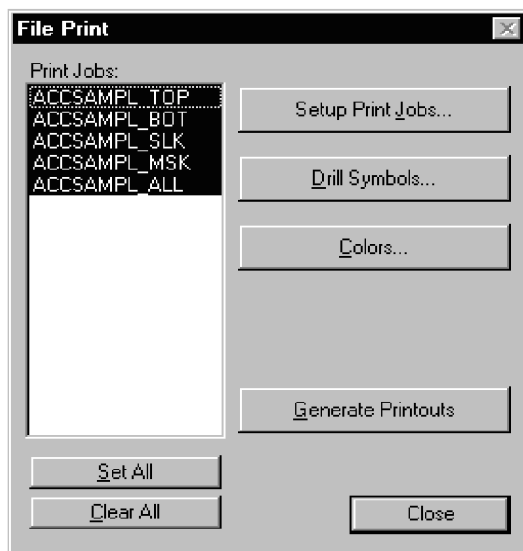 File Print
Print Jobs:
ACCSAMPL_TOP
ACCSAMPL_BOT
ACCSAMPL_SLK
ACCSAMPL_MSK
ACCSAMPL_ALL
Setup Print Jobs...
Drill Symbols...
Colors...
Generate Printouts
Set All
Clear All
Close